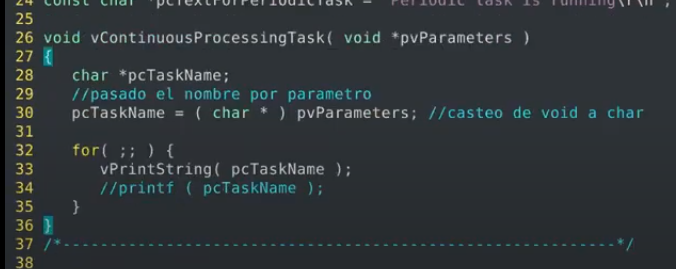 24 const char *pcTextForPeriodicTask = "Periodic task is running\r\n";
25
26 void vContinuousProcessingTask( void *pvParameters )
27 {
28 char *pcTaskName;
29 //pasado el nombre por parametro
30 pcTaskName = ( char * ) pvParameters; //casteo de void a char
31
32 for( ;; ) {
33 vPrintString( pcTaskName );
34 //printf ( pcTaskName );
35 }
36 }
37 /*-----------------------------------------------------------*/
38